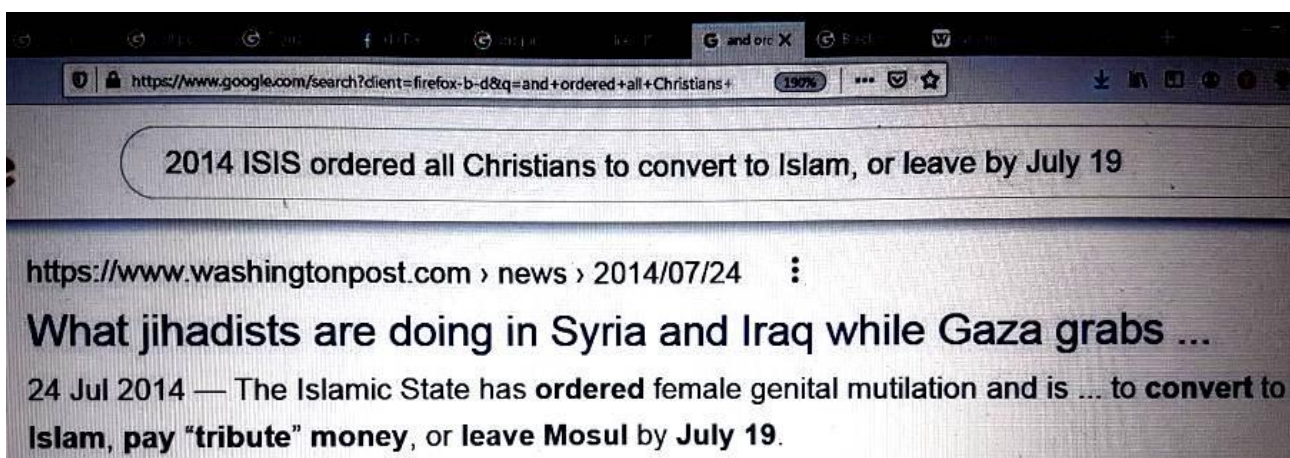 and orc
https://www.google.com/search?client=firefox-b-d&q=and+ordered+all+Christians+ 190%
2014 ISIS ordered all Christians to convert to Islam, or leave by July 19
https://www.washingtonpost.com › news › 2014/07/24
What jihadists are doing in Syria and Iraq while Gaza grabs ...
24 Jul 2014 — The Islamic State has ordered female genital mutilation and is ... to convert to
Islam, pay “tribute” money, or leave Mosul by July 19.